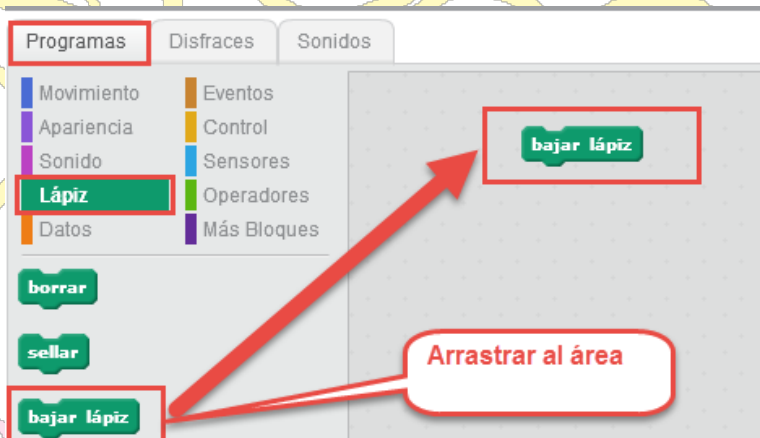 Programas Disfraces Sonidos
Movimiento Eventos
Apariencia Control
Sonido Sensores
Lápiz Operadores
Datos Más Bloques
bajar lápiz
borrar
sellar
bajar lápiz
Arrastrar al área